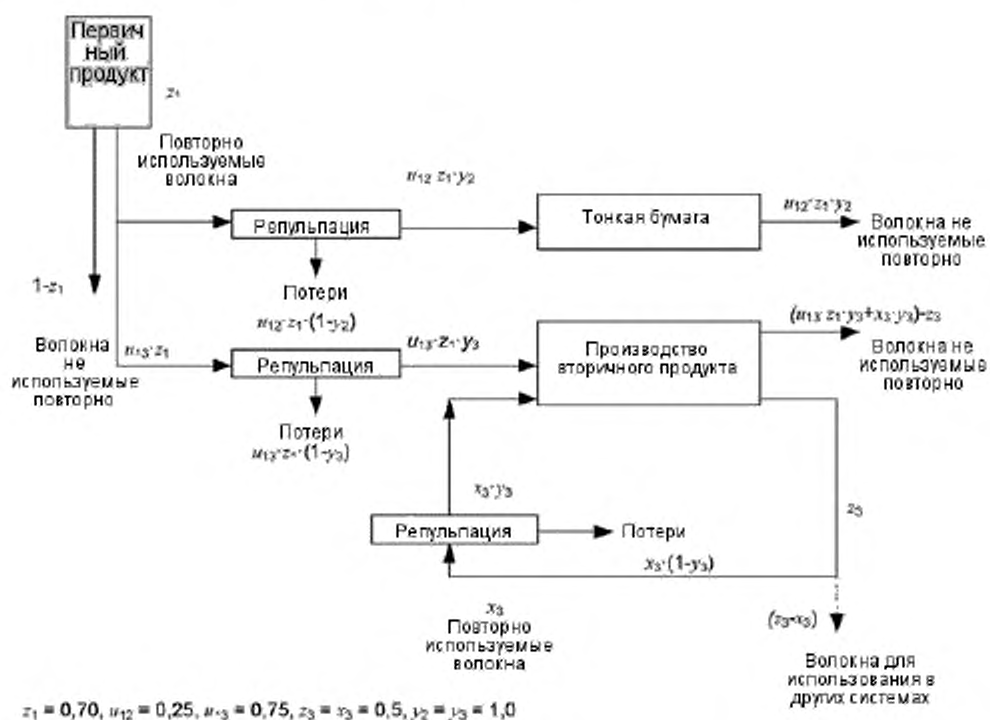 Первич
ный
продукт
z₁
Повторно
используемые
волокна
u₁₂·z₁·y₂
Репульпация
Тонкая бумага
u₁₂·z₁·y₂
Волокна не
используемые
повторно
Потери
u₁₂·z₁·(1-y₂)
1-z₁
Волокна
не
используемые
повторно
u₁₃·z₁
Репульпация
u₁₃·z₁·y₃
Производство
вторичного продукта
(u₁₃·z₁·y₃+x₃·y₃)-z₃
Волокна не
используемые
повторно
Потери
u₁₃·z₁·(1-y₃)
x₃·y₃
Репульпация
Потери
x₃·(1-y₃)
z₃
x₃
Повторно
используемые
волокна
(z₃-x₃)
Волокна для
использования в
других системах
z₁ = 0,70, u₁₂ = 0,25, u₁₃ = 0,75, z₃ = x₃ = 0,5, y₂ = y₃ = 1,0